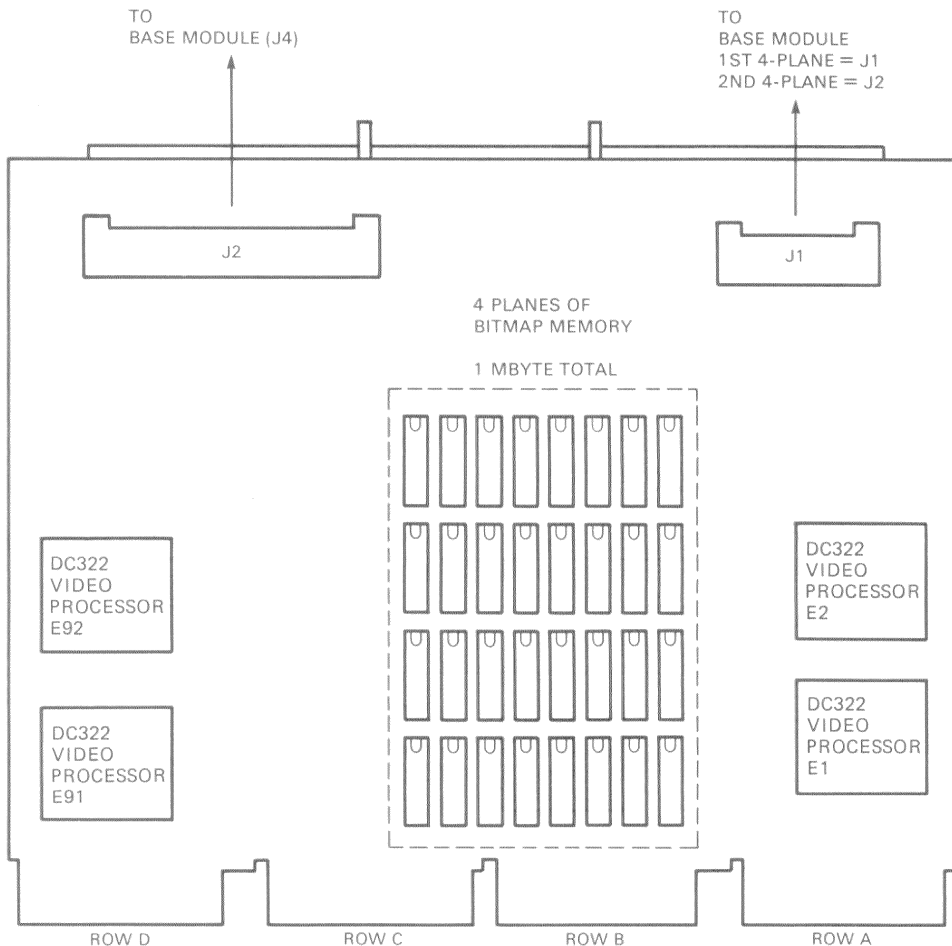 TO
BASE MODULE (J4)
TO
BASE MODULE
1ST 4-PLANE = J1
2ND 4-PLANE = J2
J2
J1
4 PLANES OF
BITMAP MEMORY
1 MBYTE TOTAL
DC322
VIDEO
PROCESSOR
E92
DC322
VIDEO
PROCESSOR
E2
DC322
VIDEO
PROCESSOR
E91
DC322
VIDEO
PROCESSOR
E1
ROW D
ROW C
ROW B
ROW A